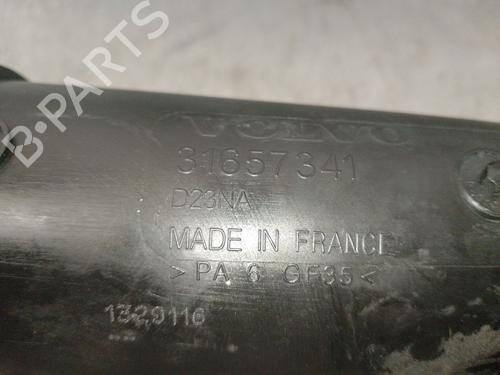 B-PARTS
VOLVO
31657341
D23NA
MADE IN FRANCE
>PA 6 GF35<
1329116